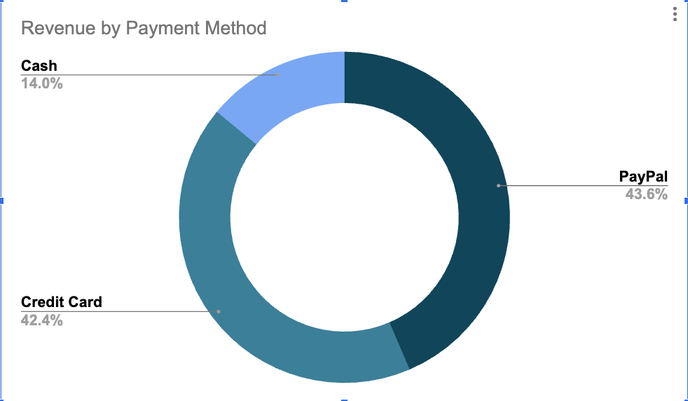 Revenue by Payment Method
Cash
14.0%
PayPal
43.6%
Credit Card
42.4%